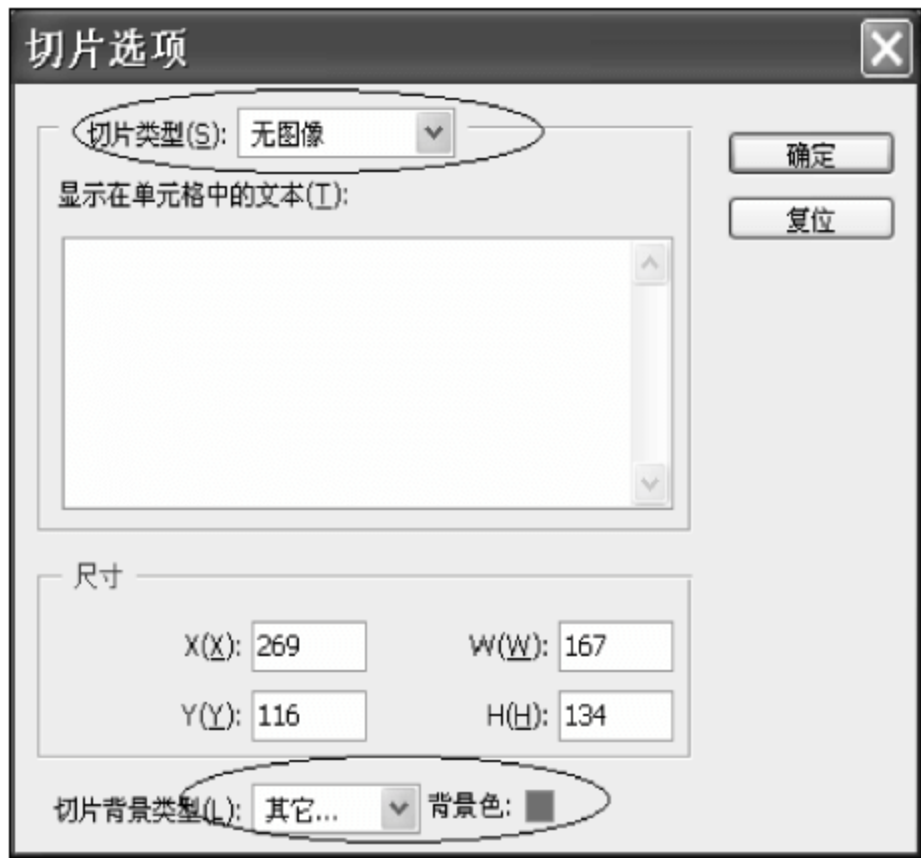 切片选项
切片类型(S): 无图像
确定
显示在单元格中的文本(T):
复位
尺寸
X(X): 269 W(W): 167
Y(Y): 116 H(H): 134
切片背景类型(L): 其它... 背景色: